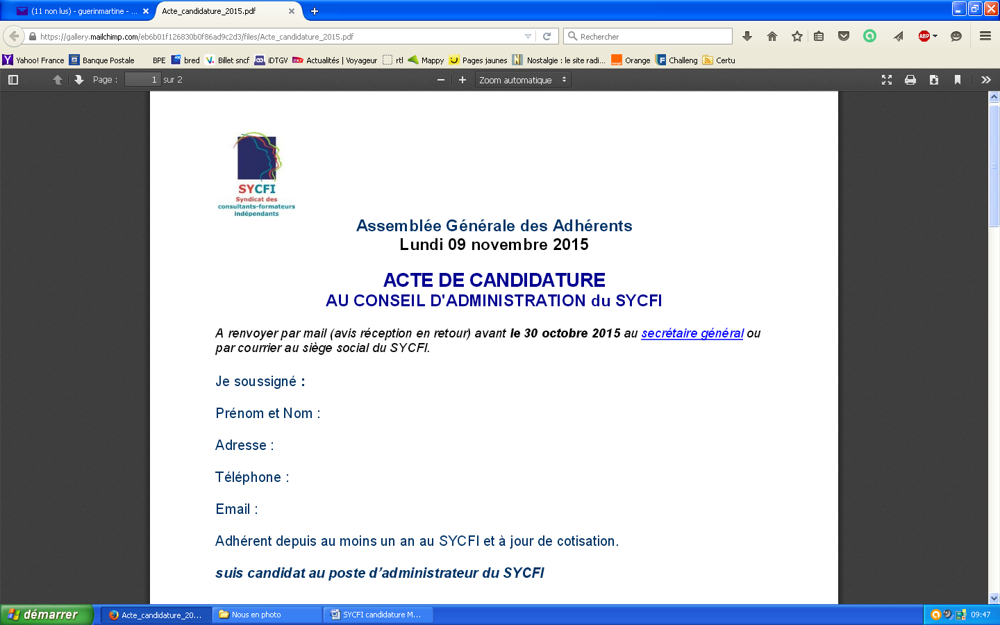 (11 non lus) - guerinmartine - ...
Acte_candidature_2015.pdf
https://gallery.mailchimp.com/eb6b01f126830b0f86ad9c2d3/files/Acte_candidature_2015.pdf
Rechercher
ABP
Yahoo! France
Banque Postale
BPE
bred
Billet sncf
iDTGV
Actualités | Voyageur
rtl
Mappy
Pages jaunes
Nostalgie : le site radi...
Orange
Challeng
Certu
Page :
1
sur 2
Zoom automatique
SYCFI
Syndicat des
consultants-formateurs
indépendants
Assemblée Générale des Adhérents
Lundi 09 novembre 2015
ACTE DE CANDIDATURE
AU CONSEIL D'ADMINISTRATION du SYCFI
A renvoyer par mail (avis réception en retour) avant le 30 octobre 2015 au secrétaire général ou
par courrier au siège social du SYCFI.
Je soussigné :
Prénom et Nom :
Adresse :
Téléphone :
Email :
Adhérent depuis au moins un an au SYCFI et à jour de cotisation.
suis candidat au poste d’administrateur du SYCFI
démarrer
Acte_candidature_20...
Nous en photo
SYCFI candidature M...
09:47